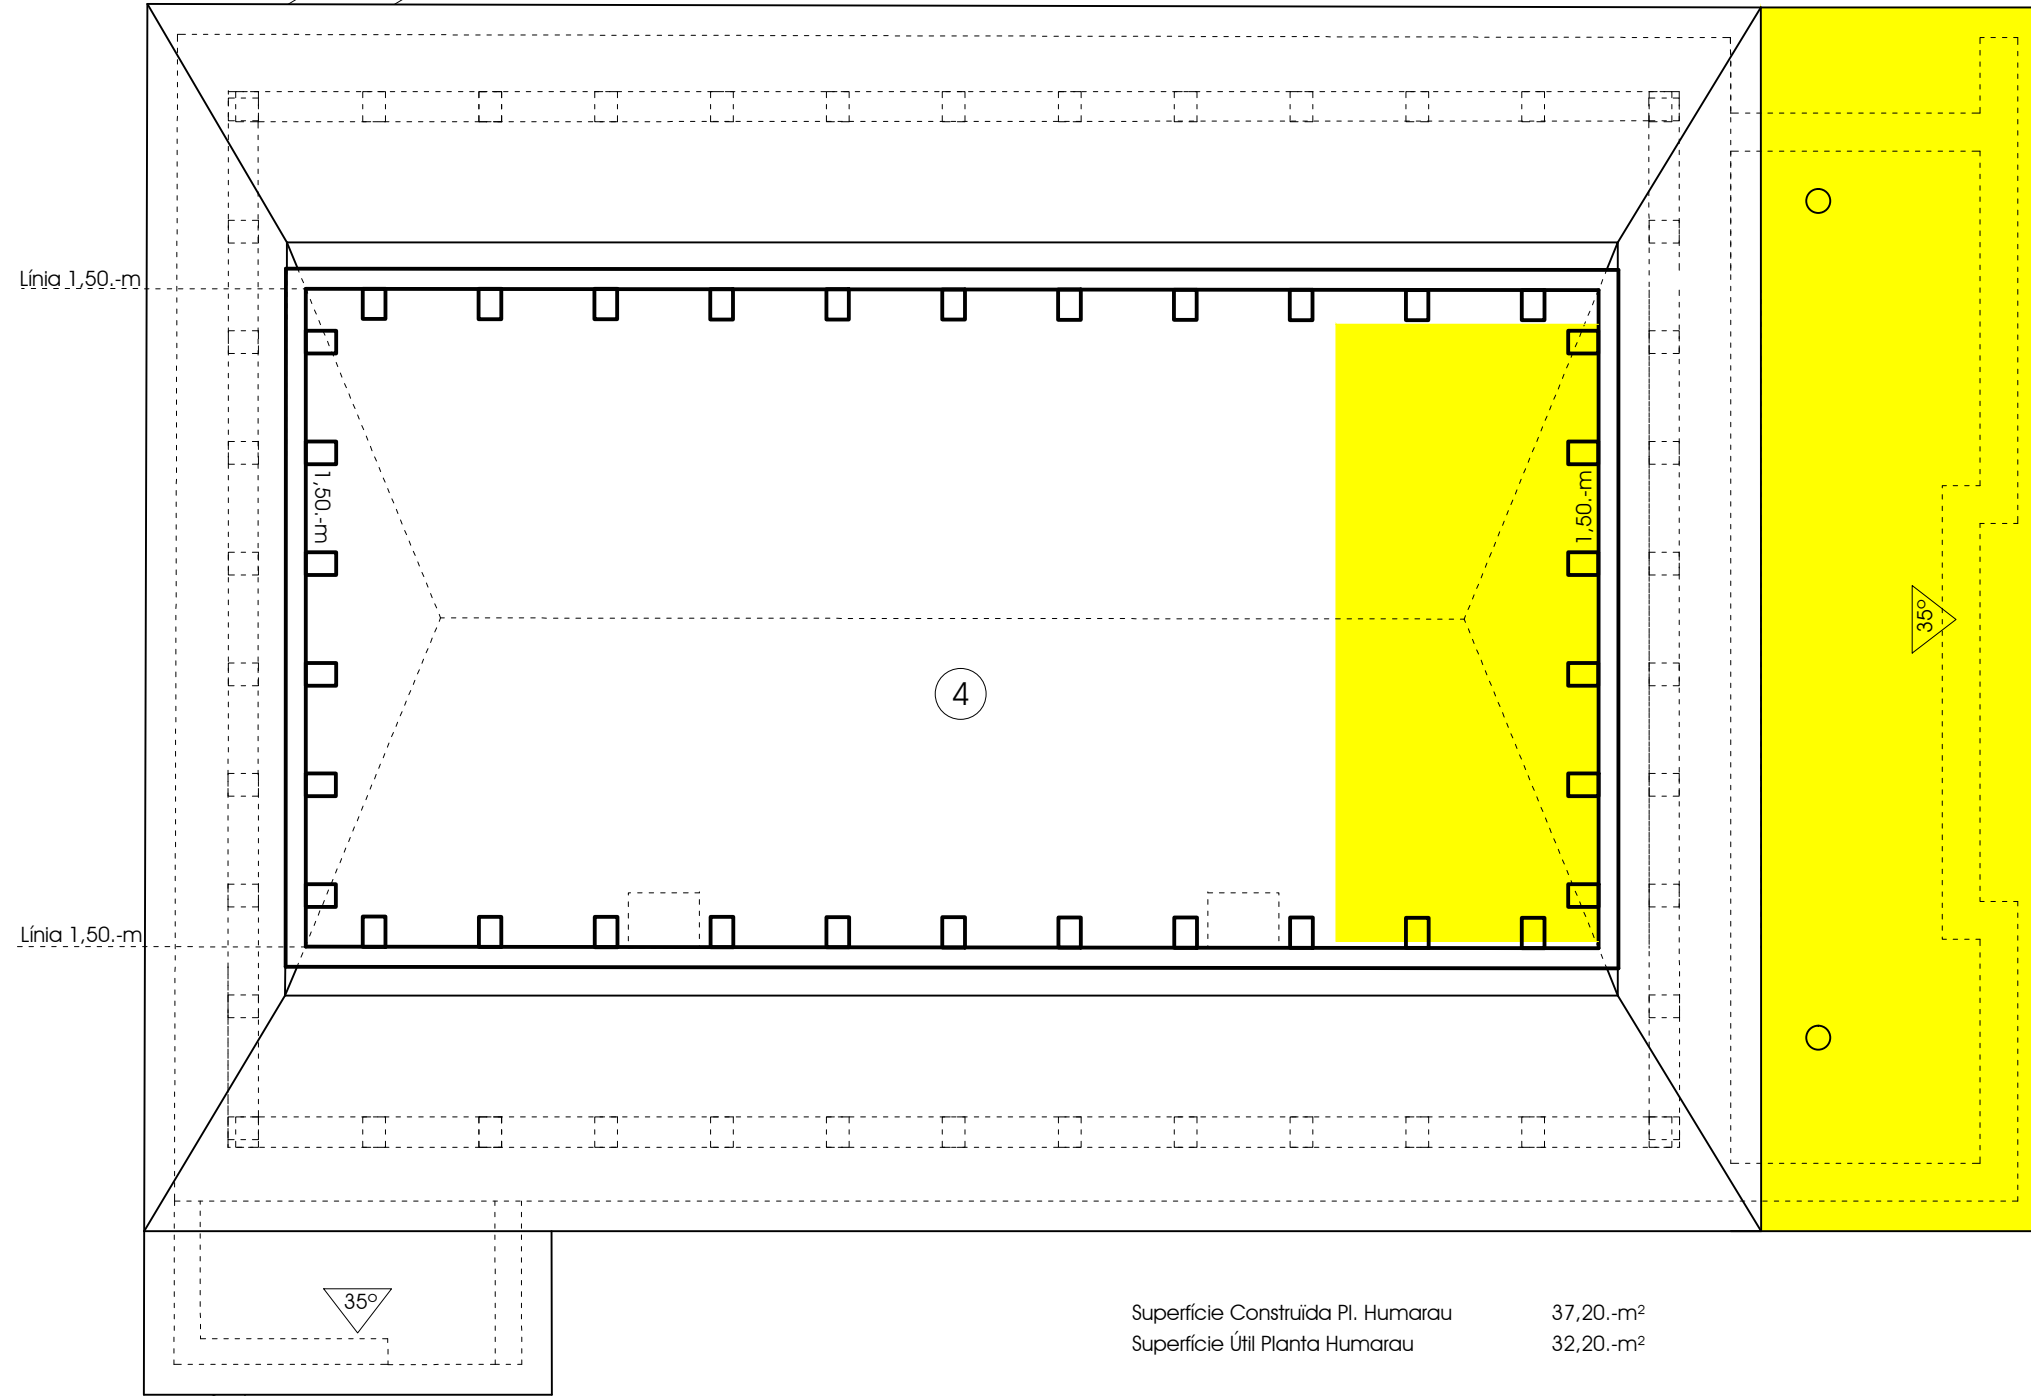 Línia 1,50.-m
1,50.-m
1,50.-m
35º
4
Línia 1,50.-m
35º
Superfície Construïda Pl. Humarau 37,20.-m²
Superfície Útil Planta Humarau 32,20.-m²